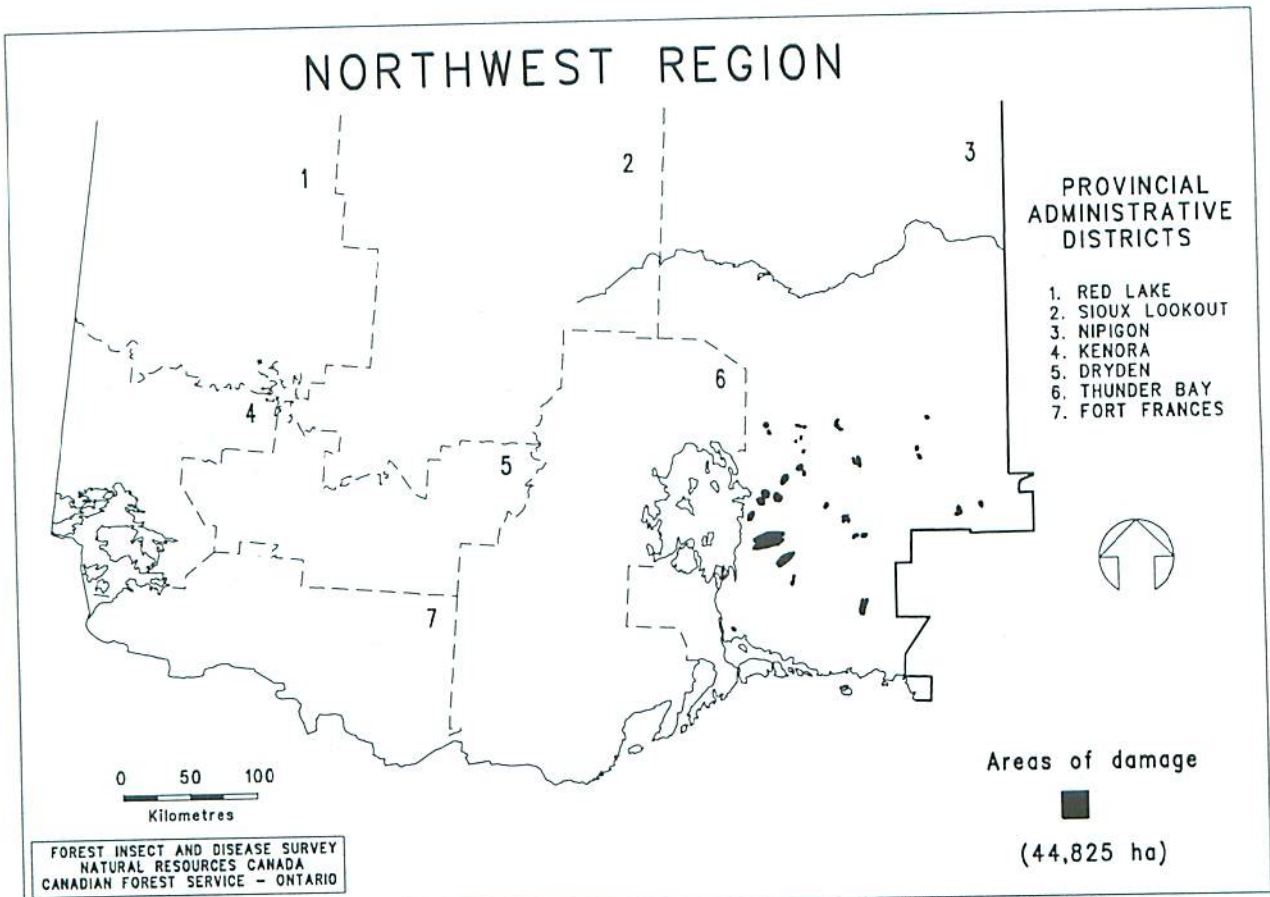 NORTHWEST REGION
1
2
3
PROVINCIAL
ADMINISTRATIVE
DISTRICTS
1. RED LAKE
2. SIOUX LOOKOUT
3. NIPIGON
4. KENORA
5. DRYDEN
6. THUNDER BAY
7. FORT FRANCES
6
4
5
7
0 50 100
Kilometres
Areas of damage
(44,825 ha)
FOREST INSECT AND DISEASE SURVEY
NATURAL RESOURCES CANADA
CANADIAN FOREST SERVICE - ONTARIO